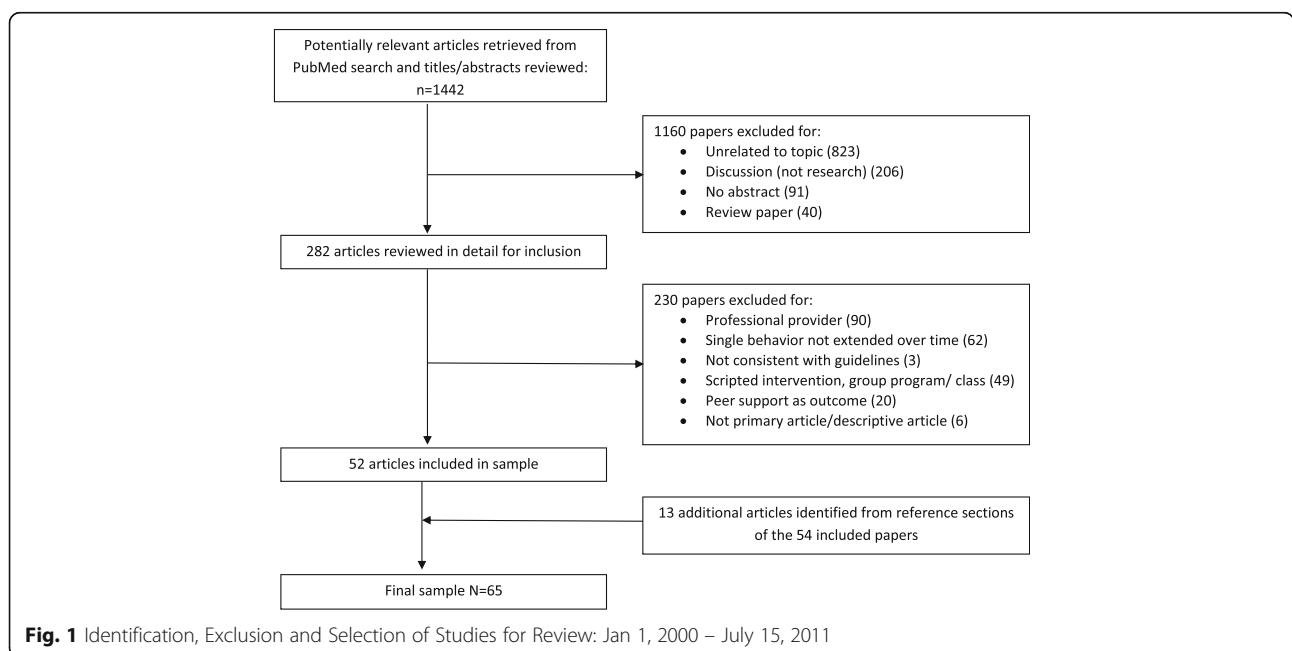 Potentially relevant articles retrieved from
PubMed search and titles/abstracts reviewed:
n=1442
1160 papers excluded for:
• Unrelated to topic (823)
• Discussion (not research) (206)
• No abstract (91)
• Review paper (40)
282 articles reviewed in detail for inclusion
230 papers excluded for:
• Professional provider (90)
• Single behavior not extended over time (62)
• Not consistent with guidelines (3)
• Scripted intervention, group program/ class (49)
• Peer support as outcome (20)
• Not primary article/descriptive article (6)
52 articles included in sample
13 additional articles identified from reference sections
of the 54 included papers
Final sample N=65
Fig. 1 Identification, Exclusion and Selection of Studies for Review: Jan 1, 2000 – July 15, 2011